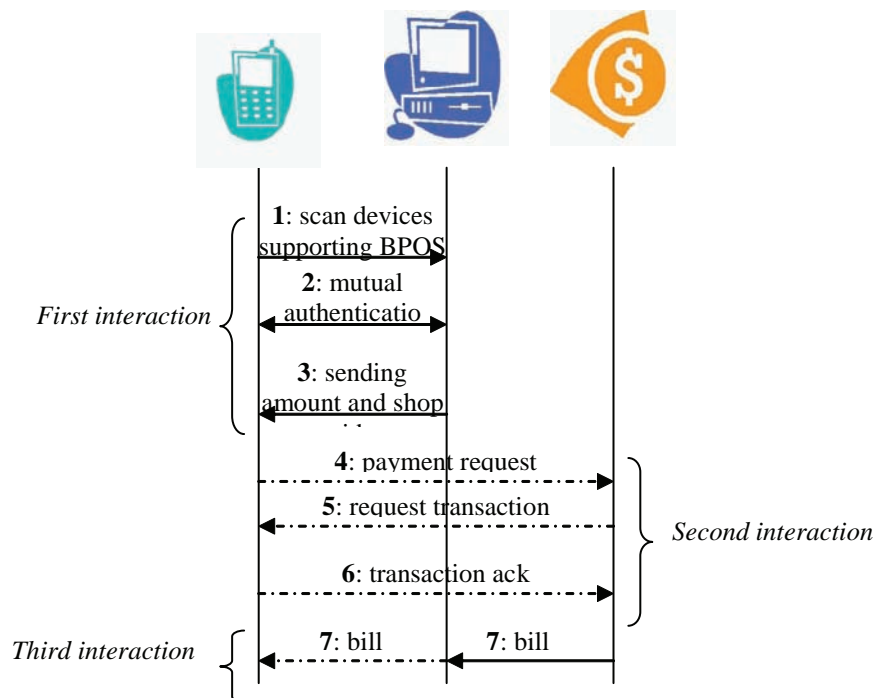 $
1: scan devices
supporting BPOS
2: mutual
authenticatio
First interaction
3: sending
amount and shop
4: payment request
5: request transaction
Second interaction
6: transaction ack
7: bill
7: bill
Third interaction